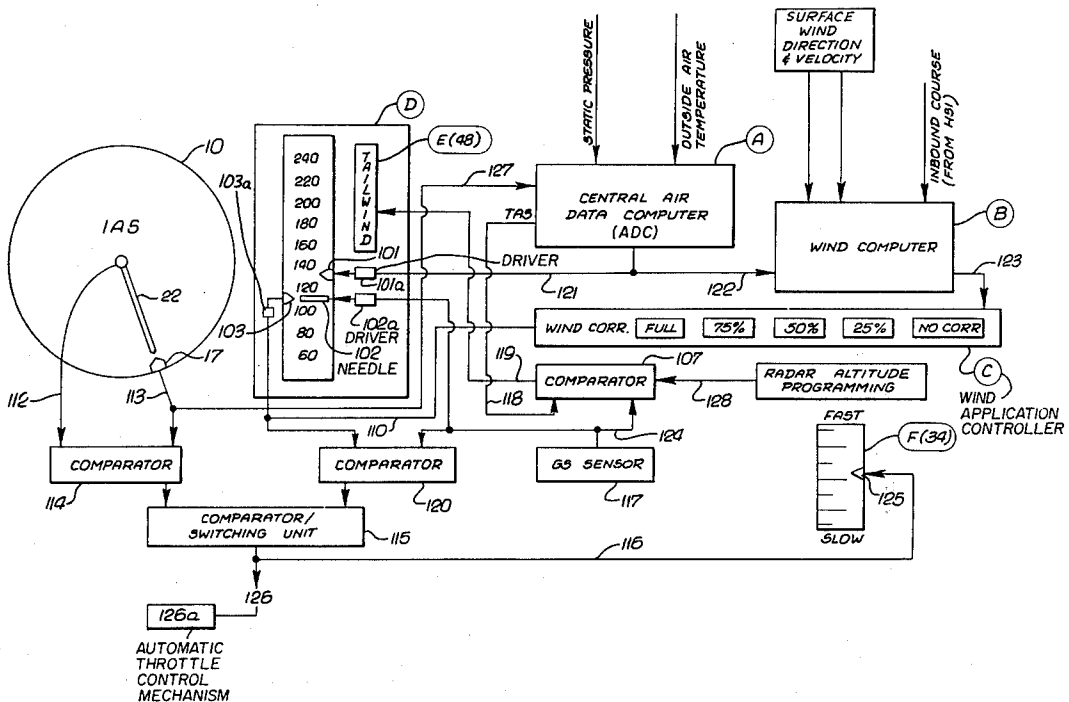 STATIC PRESSURE
OUTSIDE AIR
TEMPERATURE
SURFACE
WIND
DIRECTION
& VELOCITY
INBOUND COURSE
(FROM HSI)
D
E(48)
A
B
10
103a
IAS
22
17
240
220
200
180
160
140
120
100
80
60
TAILWIND
127
TAS
CENTRAL AIR
DATA COMPUTER
(ADC)
WIND COMPUTER
101
DRIVER
101a
121
122
123
103
102a
DRIVER
102
NEEDLE
WIND CORR.
FULL
75%
50%
25%
NO CORR
119
107
118
COMPARATOR
128
RADAR ALTITUDE
PROGRAMMING
C
WIND
APPLICATION
CONTROLLER
112
113
110
124
FAST
F(34)
125
SLOW
COMPARATOR
114
COMPARATOR
120
GS SENSOR
117
COMPARATOR/
SWITCHING UNIT
115
116
126
126a
AUTOMATIC
THROTTLE
CONTROL
MECHANISM